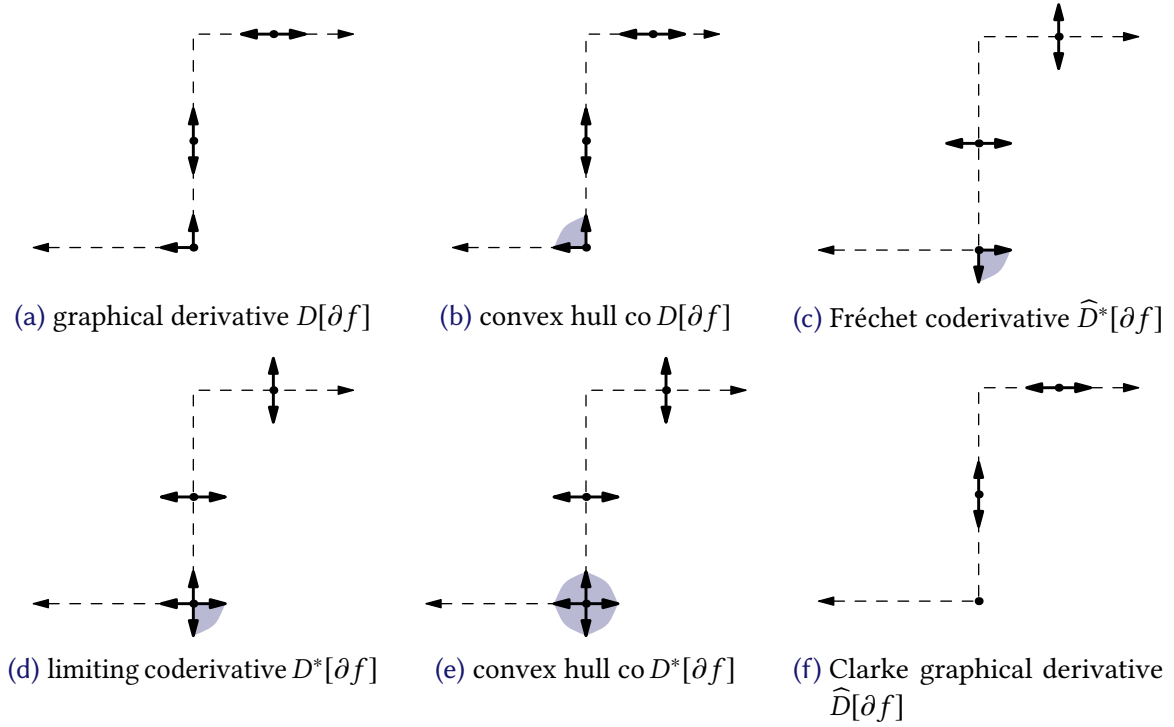 (a) graphical derivative D[∂f]
(b) convex hull co D[∂f]
(c) Fréchet coderivative D̂*[∂f]
(d) limiting coderivative D*[∂f]
(e) convex hull co D*[∂f]
(f) Clarke graphical derivative
D̂[∂f]